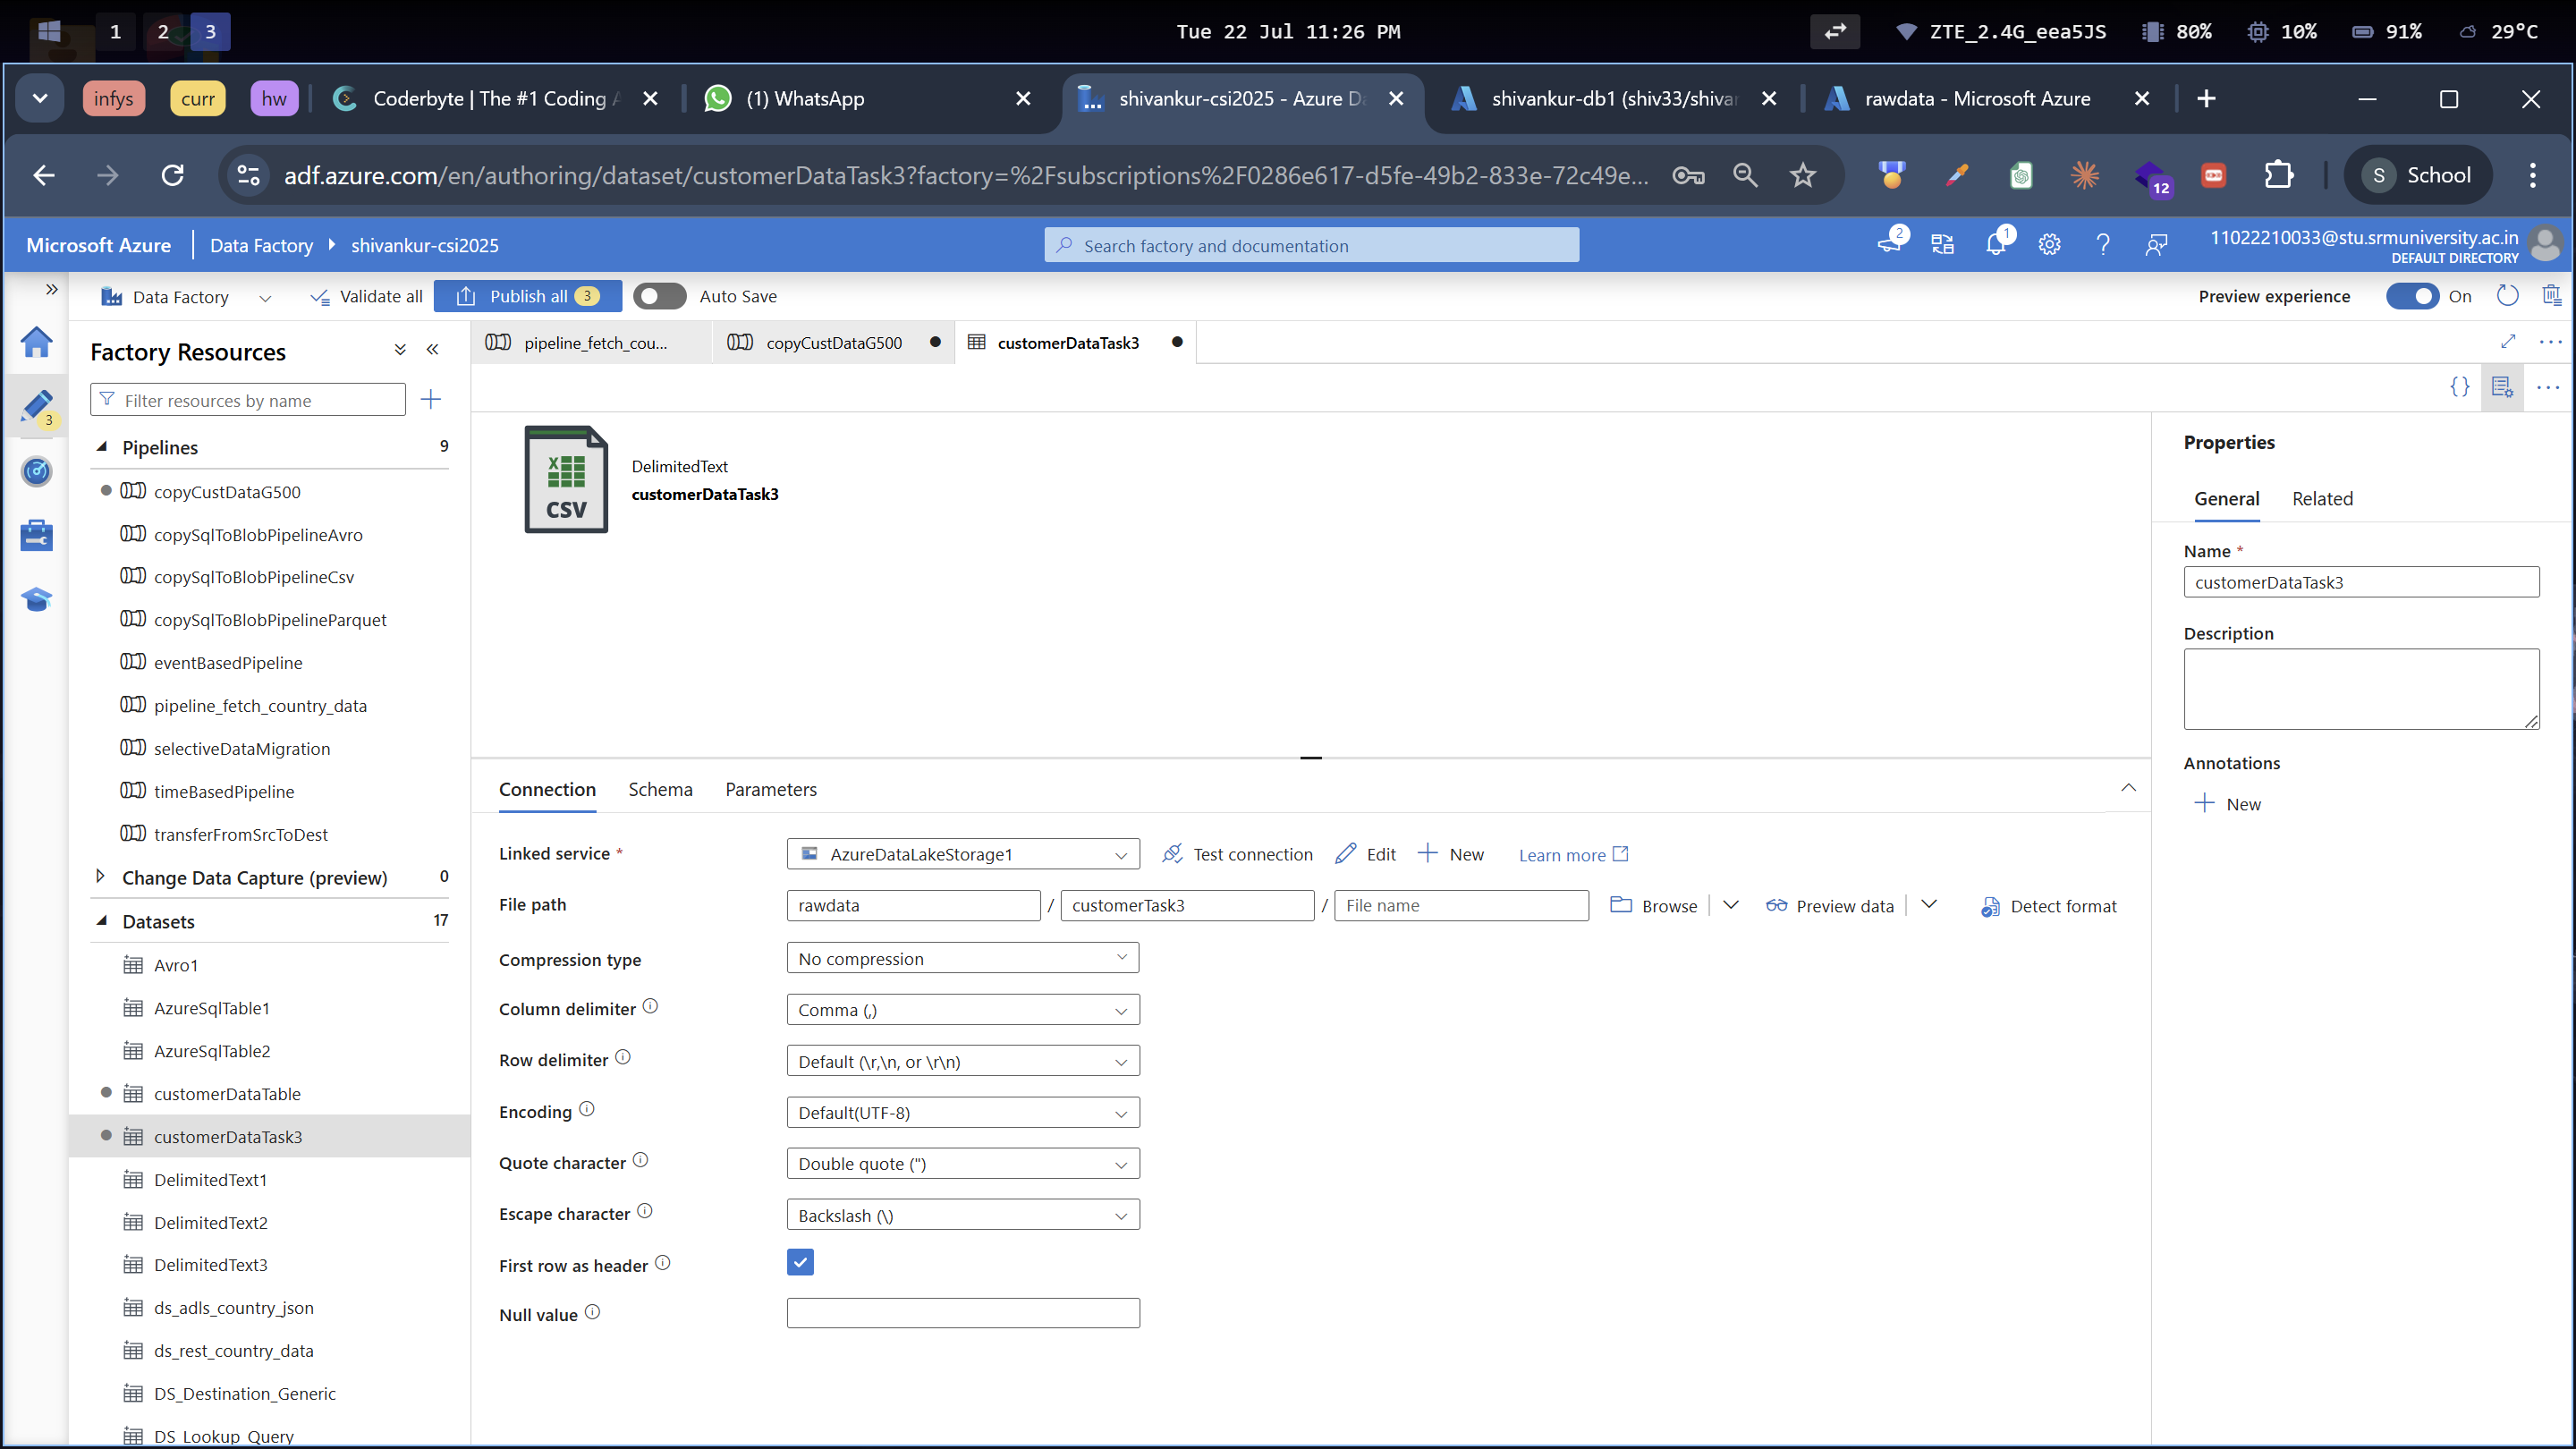 1 2 3
Tue 22 Jul 11:26 PM
ZTE_2.4G_eea5JS 80% 10% 91% 29°C
infys curr hw Coderbyte | The #1 Coding A (1) WhatsApp shivankur-csi2025 - Azure Da shivankur-db1 (shiv33/shivan rawdata - Microsoft Azure
adf.azure.com/en/authoring/dataset/customerDataTask3?factory=%2Fsubscriptions%2F0286e617-d5fe-49b2-833e-72c49e... 12 S School
Microsoft Azure Data Factory shivankur-csi2025 Search factory and documentation 2 1 11022210033@stu.srmuniversity.ac.in
DEFAULT DIRECTORY
Data Factory Validate all Publish all 3 Auto Save Preview experience On
Factory Resources
3
Filter resources by name
Pipelines 9
copyCustDataG500
copySqlToBlobPipelineAvro
copySqlToBlobPipelineCsv
copySqlToBlobPipelineParquet
eventBasedPipeline
pipeline_fetch_country_data
selectiveDataMigration
timeBasedPipeline
transferFromSrcToDest
Change Data Capture (preview) 0
Datasets 17
Avro1
AzureSqlTable1
AzureSqlTable2
customerDataTable
customerDataTask3
DelimitedText1
DelimitedText2
DelimitedText3
ds_adls_country_json
ds_rest_country_data
DS_Destination_Generic
DS_Lookup_Query
pipeline_fetch_cou... copyCustDataG500 customerDataTask3
X
CSV
DelimitedText
customerDataTask3
Connection Schema Parameters
Linked service * AzureDataLakeStorage1 Test connection Edit New Learn more
File path rawdata / customerTask3 / File name Browse Preview data Detect format
Compression type No compression
Column delimiter Comma (,)
Row delimiter Default (\r,\n, or \r\n)
Encoding Default(UTF-8)
Quote character Double quote (")
Escape character Backslash (\)
First row as header
Null value
Properties
General Related
Name *
customerDataTask3
Description
Annotations
New